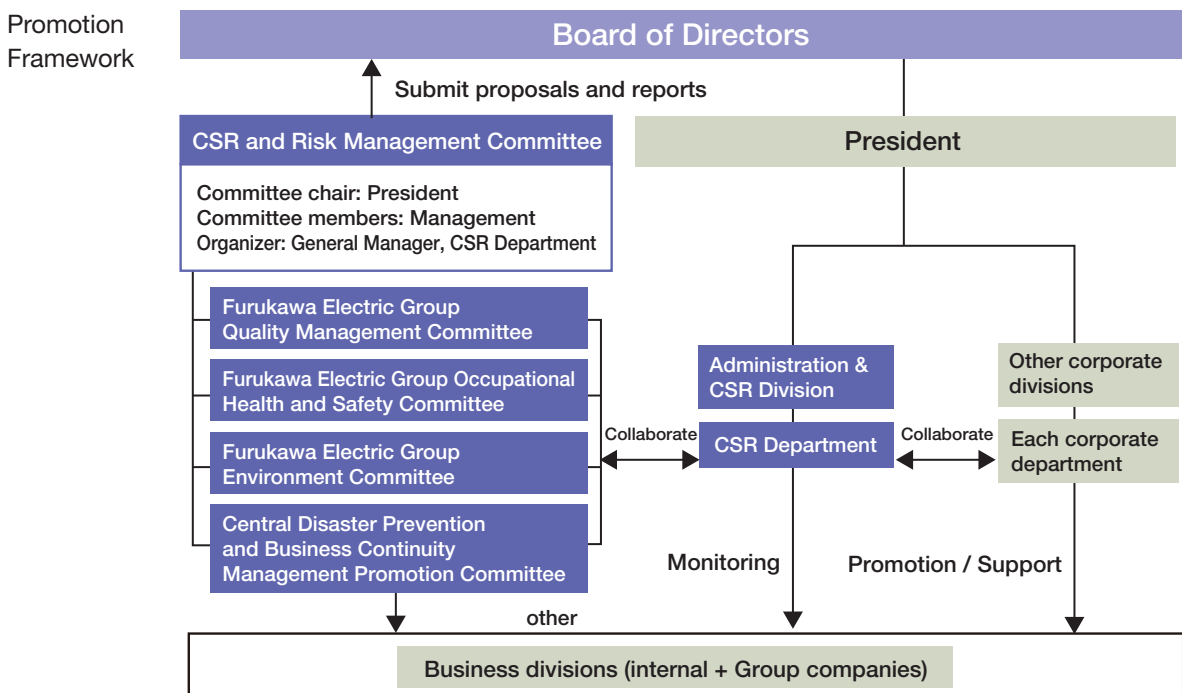 Promotion
Framework
Board of Directors
Submit proposals and reports
CSR and Risk Management Committee
Committee chair: President
Committee members: Management
Organizer: General Manager, CSR Department
President
Furukawa Electric Group
Quality Management Committee
Furukawa Electric Group Occupational
Health and Safety Committee
Furukawa Electric Group
Environment Committee
Central Disaster Prevention
and Business Continuity
Management Promotion Committee
Collaborate
Administration &
CSR Division
CSR Department
Collaborate
Other corporate
divisions
Each corporate
department
Monitoring
Promotion / Support
other
Business divisions (internal + Group companies)